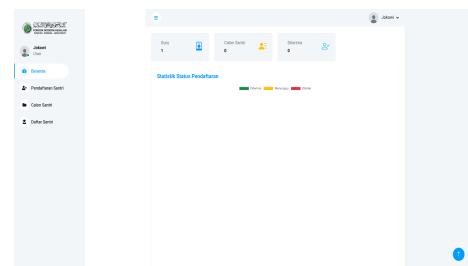 Jokowi
User
Beranda
Pendaftaran Santri
Calon Santri
Daftar Santri
Jokowi
Guru
1
Calon Santri
0
Diterima
0
Statistik Status Pendaftaran
Diterima Menunggu Ditolak